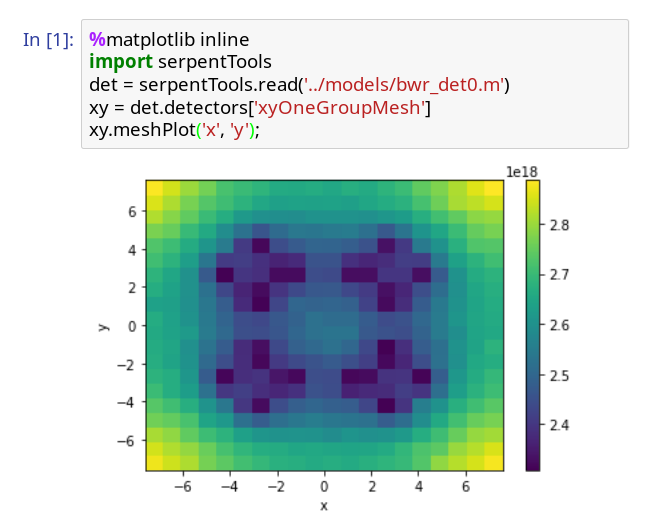 In [1]:
%matplotlib inline
import serpentTools
det = serpentTools.read('../models/bwr_det0.m')
xy = det.detectors['xyOneGroupMesh']
xy.meshPlot('x', 'y');
1e18
6
4
2
0
−2
−4
−6
y
−6 −4 −2 0 2 4 6
x
2.8
2.7
2.6
2.5
2.4